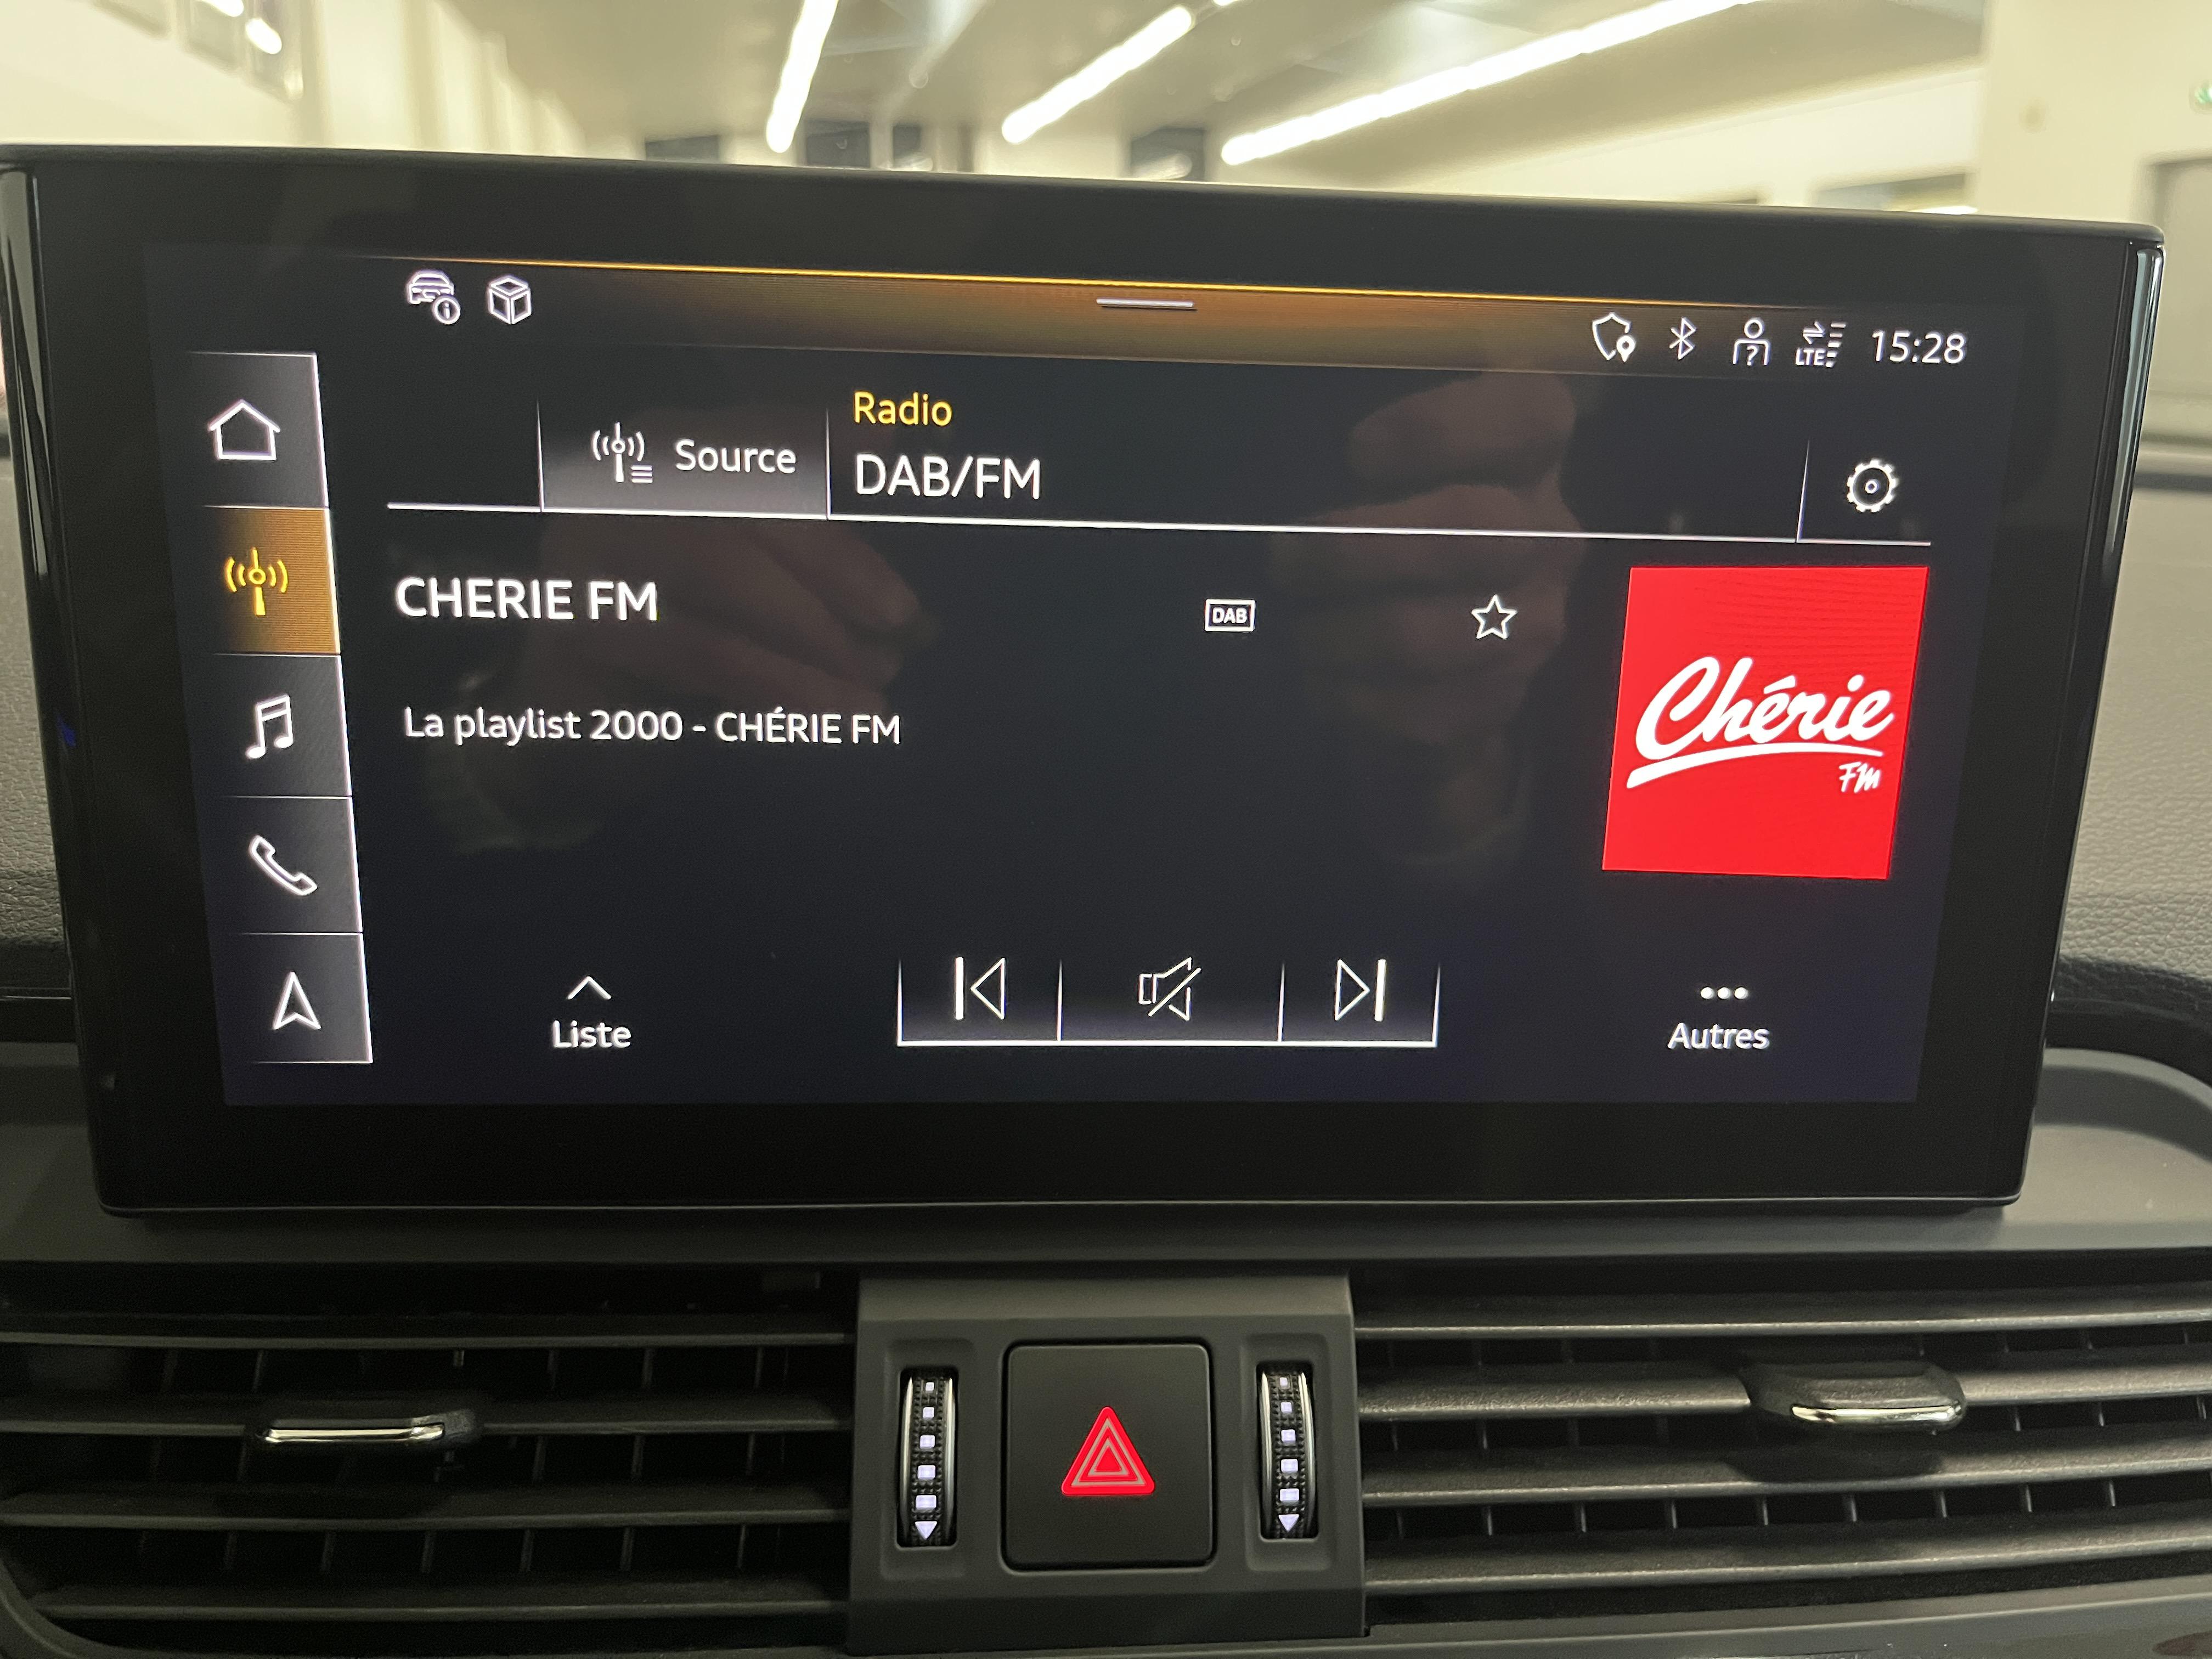 LTE 15:28
Source
Radio
DAB/FM
CHERIE FM
DAB
La playlist 2000 - CHÉRIE FM
Chérie
FM
Liste
Autres